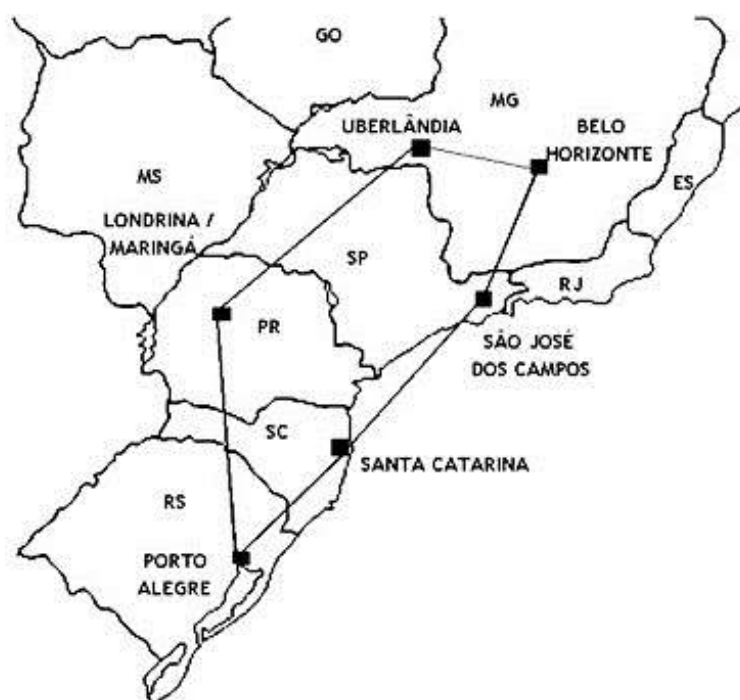 GO
MG
UBERLÂNDIA
BELO
HORIZONTE
MS
ES
LONDRINA /
MARINGÁ
SP
RJ
PR
SÃO JOSÉ
DOS CAMPOS
SC
SANTA CATARINA
RS
PORTO
ALEGRE